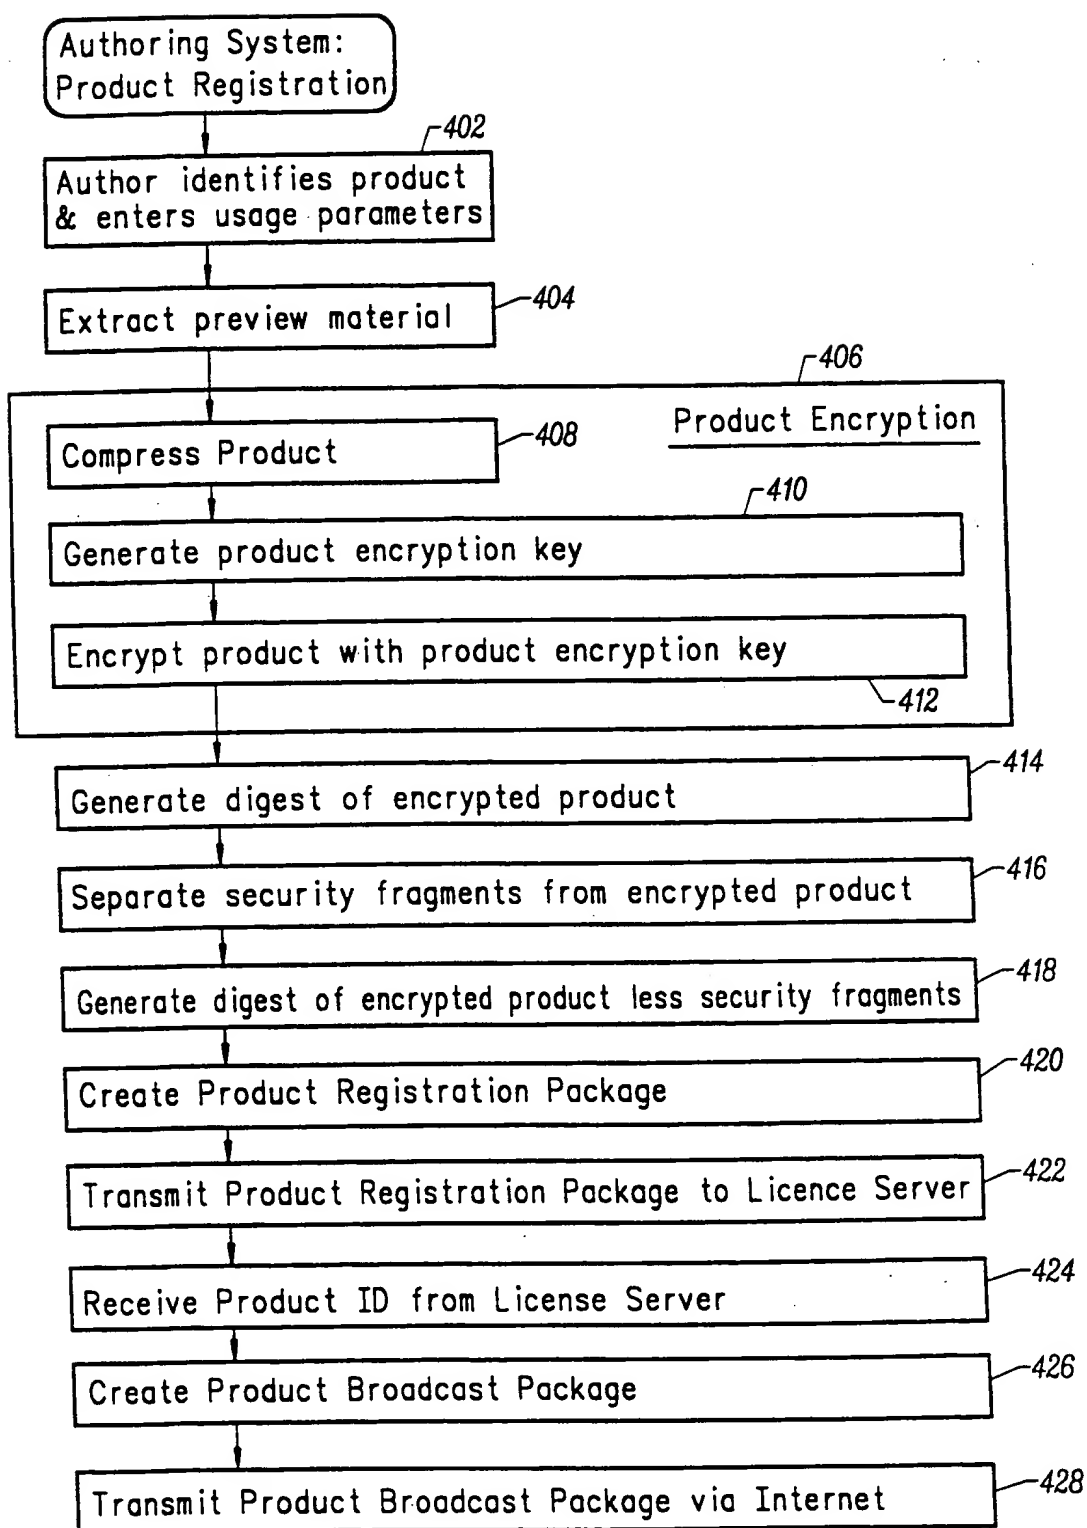 Authoring System:
Product Registration
402
Author identifies product
& enters usage parameters
404
Extract preview material
406
Product Encryption
408
Compress Product
410
Generate product encryption key
Encrypt product with product encryption key
412
414
Generate digest of encrypted product
416
Separate security fragments from encrypted product
418
Generate digest of encrypted product less security fragments
420
Create Product Registration Package
422
Transmit Product Registration Package to Licence Server
424
Receive Product ID from License Server
426
Create Product Broadcast Package
428
Transmit Product Broadcast Package via Internet